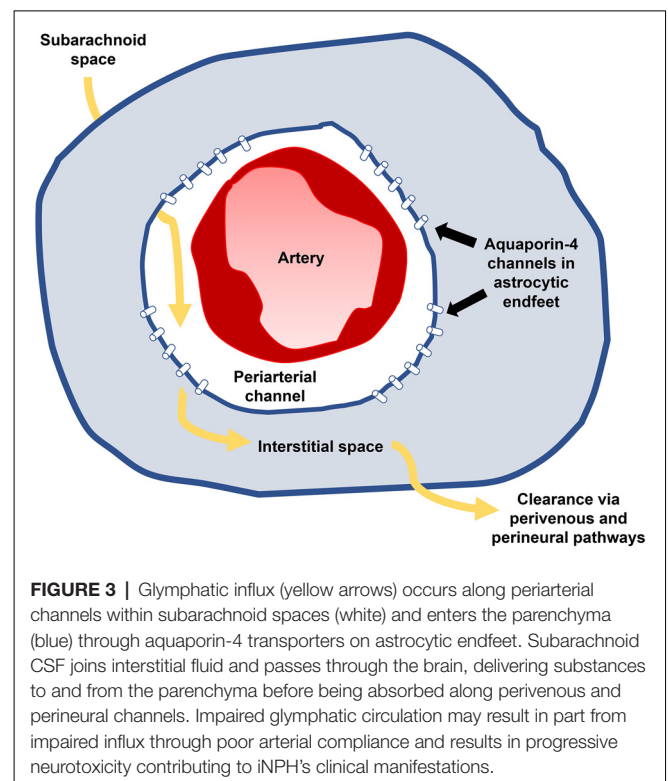 Subarachnoid
space
Artery
Aquaporin-4
channels in
astrocytic
endfeet
Periarterial
channel
Interstitial space
Clearance via
perivenous and
perineural pathways
FIGURE 3 | Glymphatic influx (yellow arrows) occurs along periarterial
channels within subarachnoid spaces (white) and enters the parenchyma
(blue) through aquaporin-4 transporters on astrocytic endfeet. Subarachnoid
CSF joins interstitial fluid and passes through the brain, delivering substances
to and from the parenchyma before being absorbed along perivenous and
perineural channels. Impaired glymphatic circulation may result in part from
impaired influx through poor arterial compliance and results in progressive
neurotoxicity contributing to iNPH’s clinical manifestations.